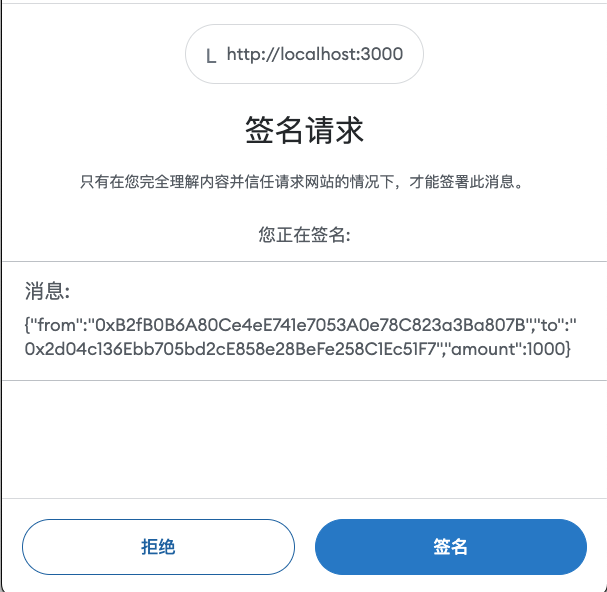 L http://localhost:3000
签名请求
只有在您完全理解内容并信任请求网站的情况下，才能签署此消息。
您正在签名:
消息:
{"from":"0xB2fB0B6A80Ce4eE741e7053A0e78C823a3Ba807B","to":"
0x2d04c136Ebb705bd2cE858e28BeFe258C1Ec51F7","amount":1000}
拒绝 签名